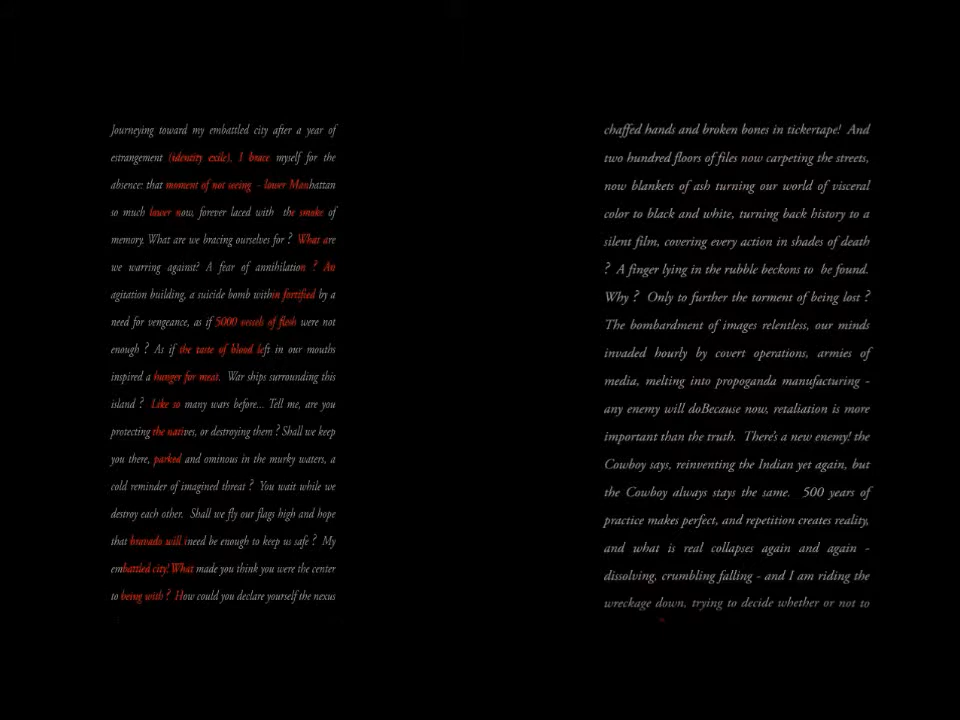 Journeying toward my embattled city after a year of
estrangement (identity exile), I brace myself for the
absence: that moment of not seeing - lower Manhattan
so much lower now, forever laced with the smoke of
memory. What are we bracing ourselves for ? What are
we warring against? A fear of annihilation ? An
agitation building, a suicide bomb within fortified by a
need for vengeance, as if 5000 vessels of flesh were not
enough ? As if the taste of blood left in our mouths
inspired a hunger for meat. War ships surrounding this
island ? Like so many wars before... Tell me, are you
protecting the natives, or destroying them ? Shall we keep
you there, parked and ominous in the murky waters, a
cold reminder of imagined threat ? You wait while we
destroy each other. Shall we fly our flags high and hope
that bravado will ineed be enough to keep us safe ? My
embattled city! What made you think you were the center
to being with ? How could you declare yourself the nexus
chaffed hands and broken bones in tickertape! And
two hundred floors of files now carpeting the streets,
now blankets of ash turning our world of visceral
color to black and white, turning back history to a
silent film, covering every action in shades of death
? A finger lying in the rubble beckons to be found.
Why ? Only to further the torment of being lost ?
The bombardment of images relentless, our minds
invaded hourly by covert operations, armies of
media, melting into propoganda manufacturing -
any enemy will doBecause now, retaliation is more
important than the truth. There's a new enemy! the
Cowboy says, reinventing the Indian yet again, but
the Cowboy always stays the same. 500 years of
practice makes perfect, and repetition creates reality,
and what is real collapses again and again -
dissolving, crumbling falling - and I am riding the
wreckage down, trying to decide whether or not to